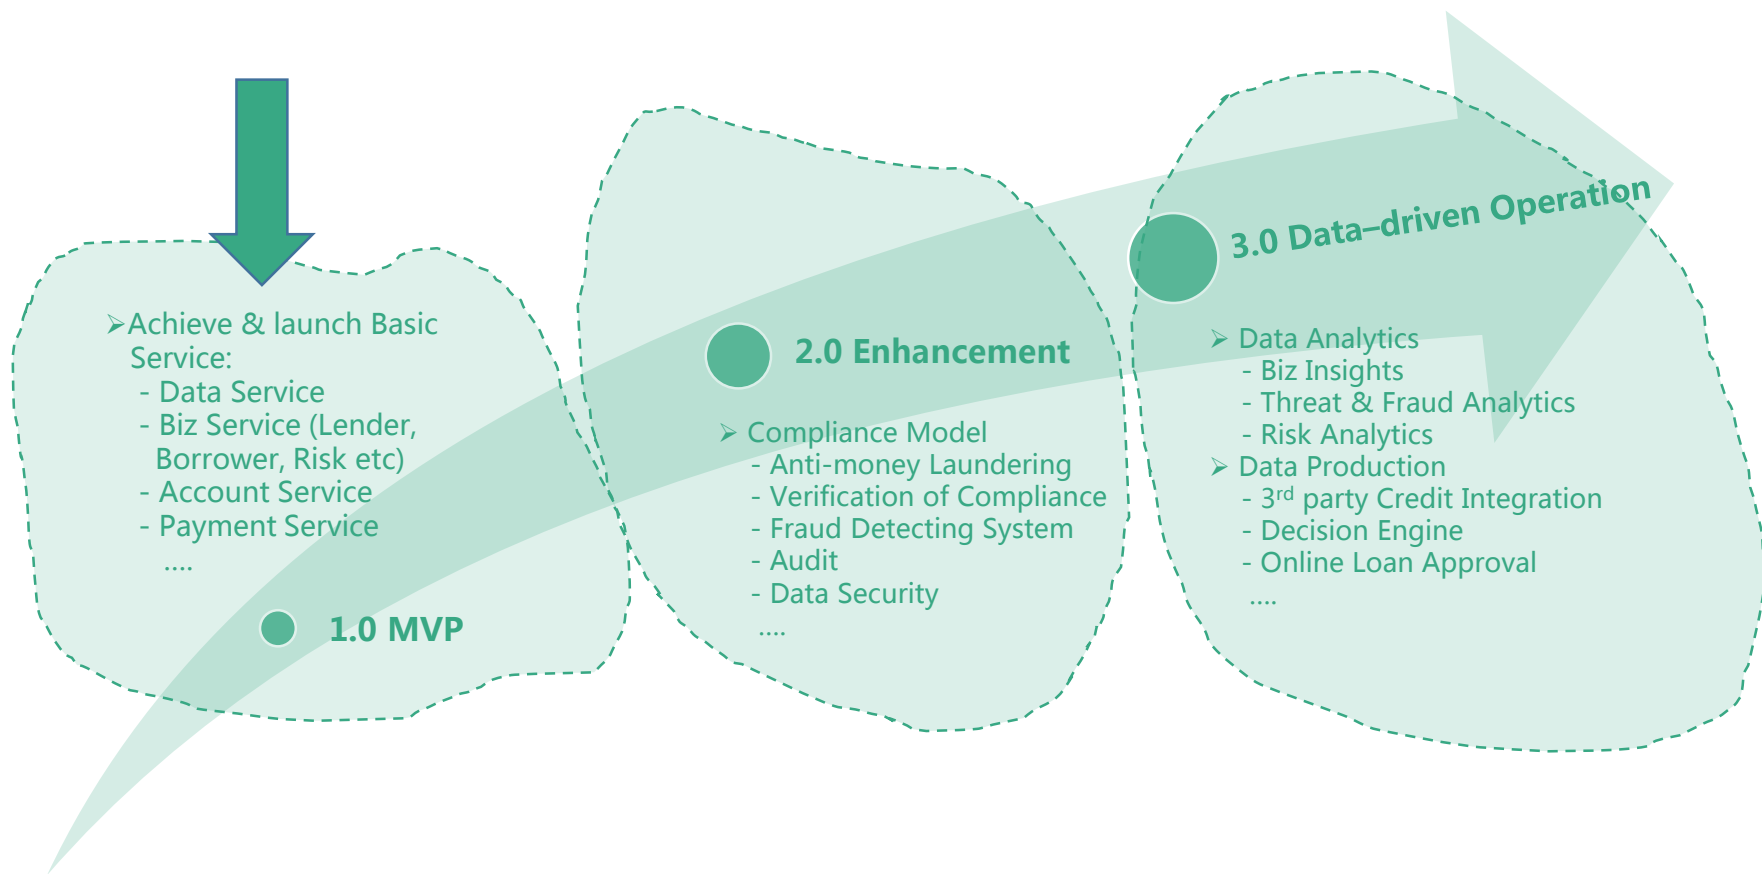 ➢Achieve & launch Basic
Service:
- Data Service
- Biz Service (Lender,
Borrower, Risk etc)
- Account Service
- Payment Service
....
1.0 MVP
2.0 Enhancement
➢ Compliance Model
- Anti-money Laundering
- Verification of Compliance
- Fraud Detecting System
- Audit
- Data Security
....
3.0 Data–driven Operation
➢ Data Analytics
- Biz Insights
- Threat & Fraud Analytics
- Risk Analytics
➢ Data Production
- 3rd party Credit Integration
- Decision Engine
- Online Loan Approval
....